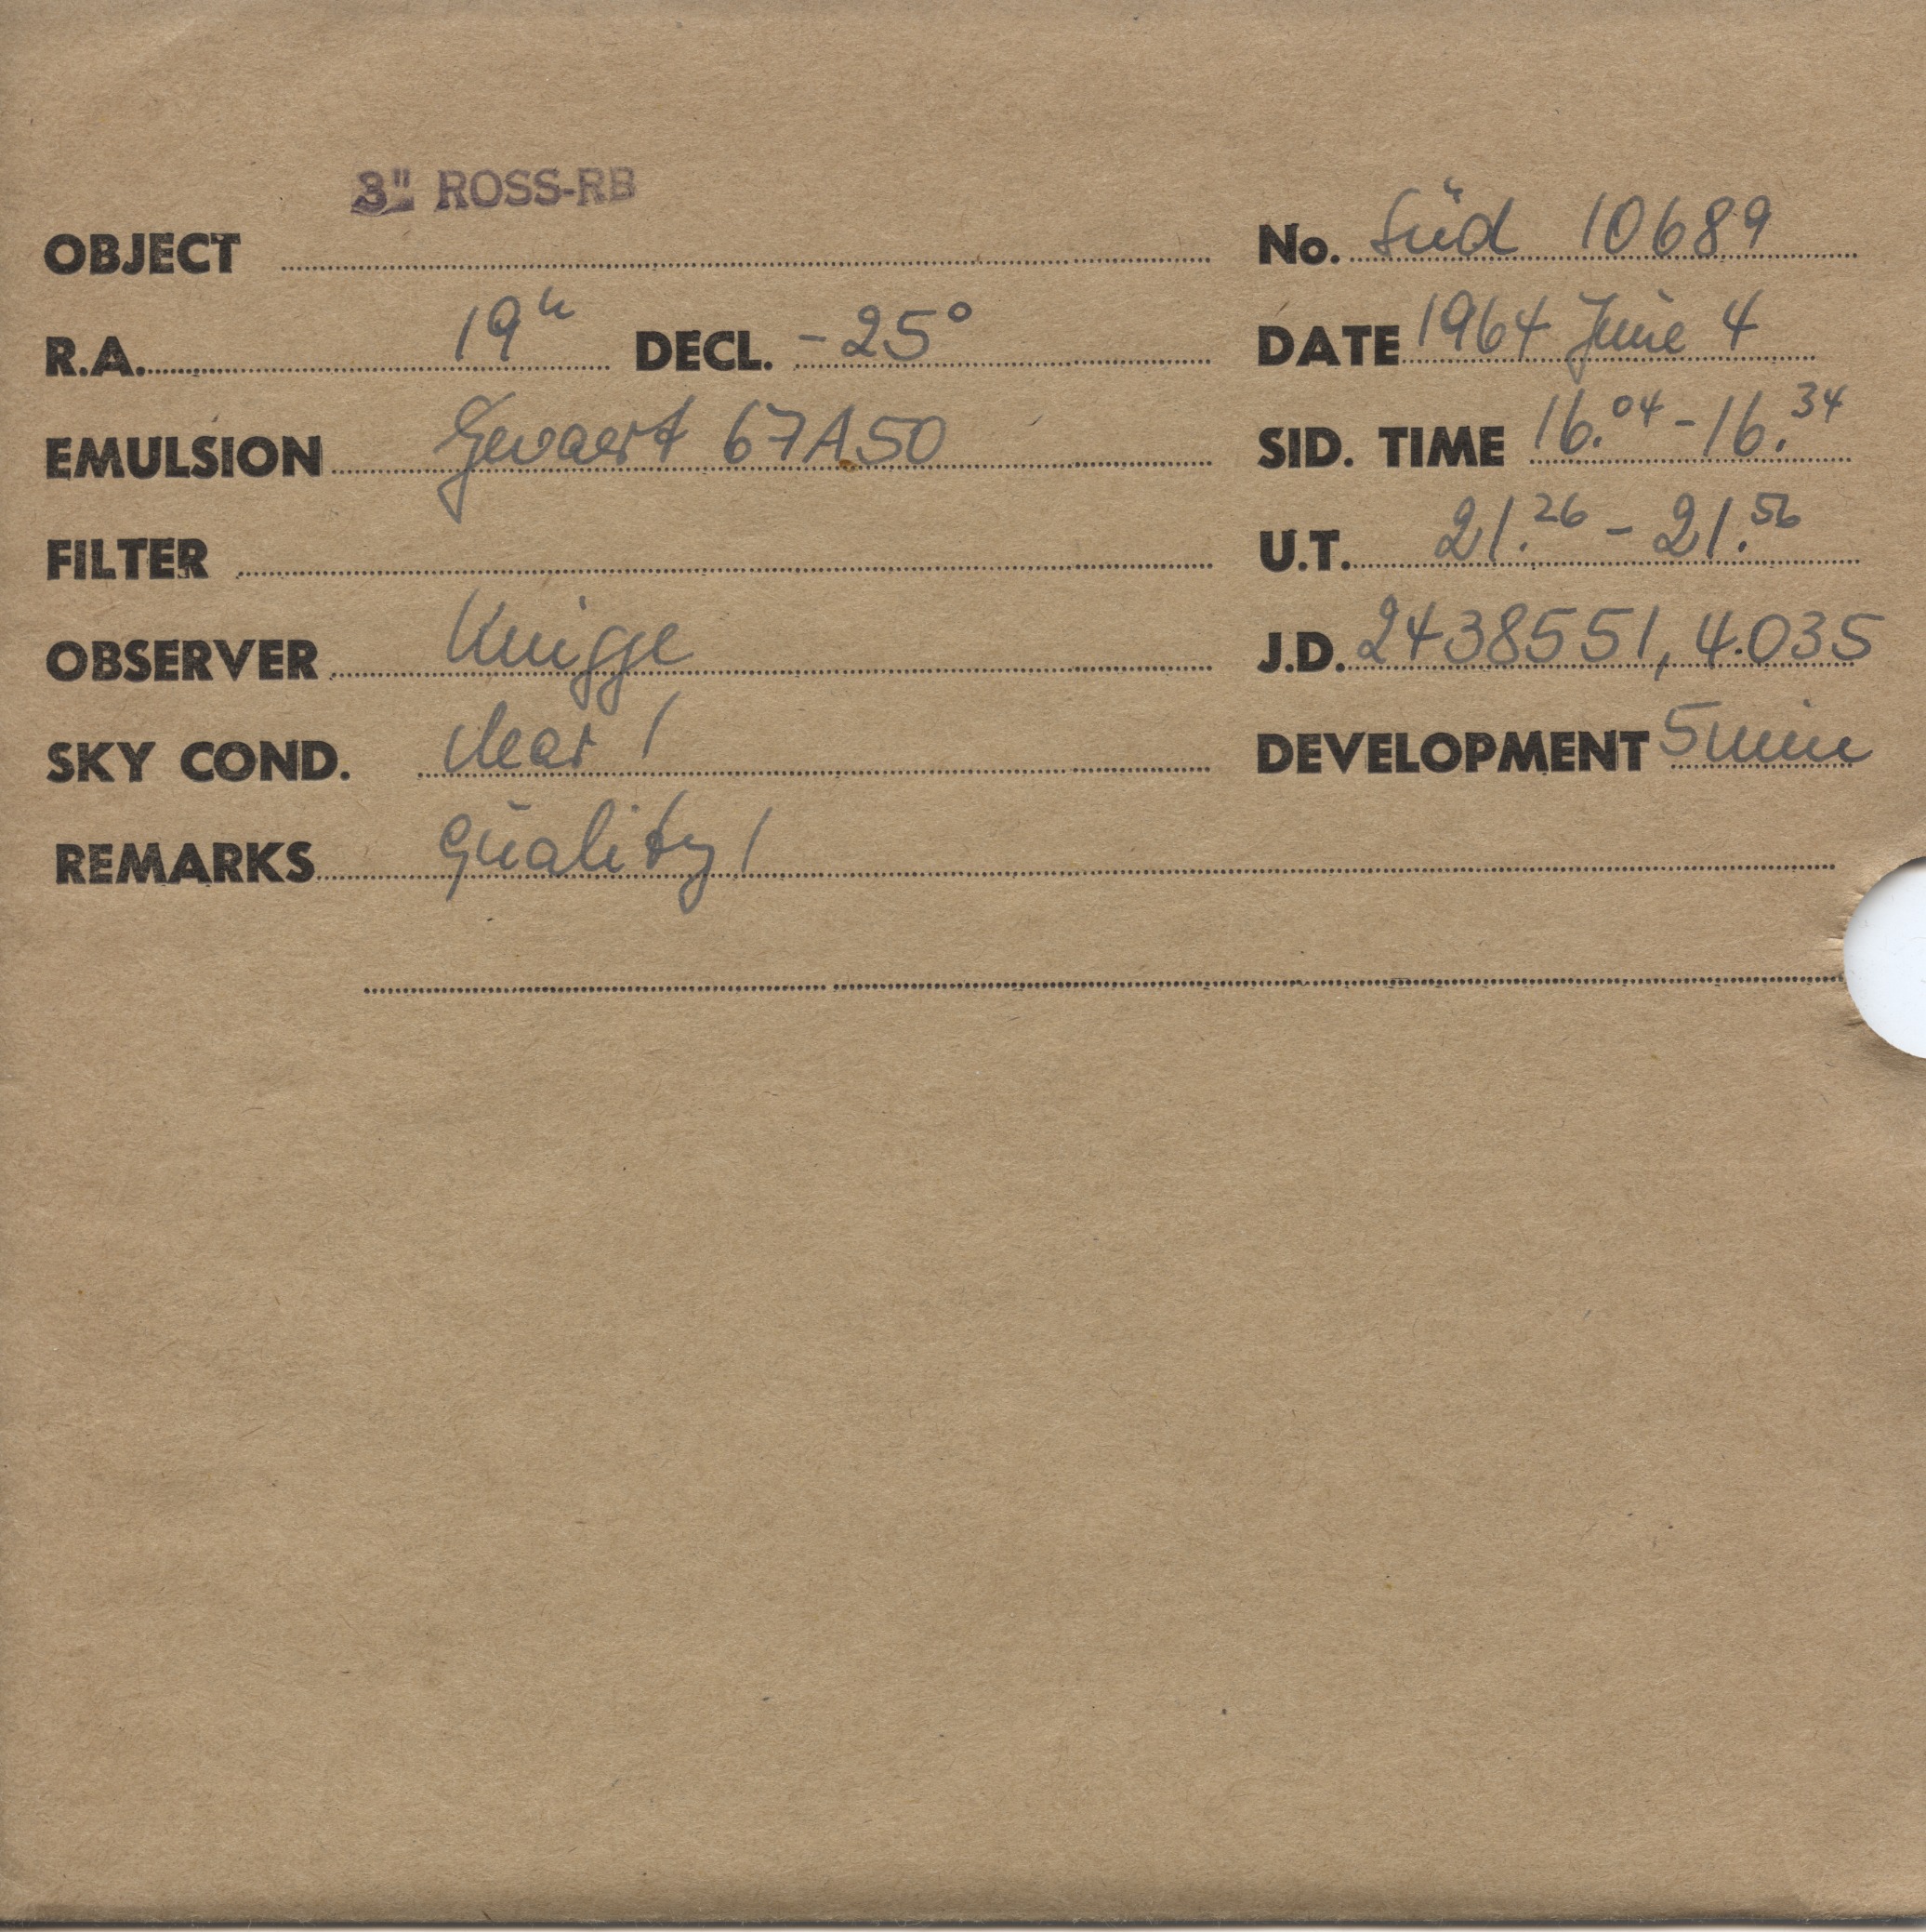 3" ROSS-RB
OBJECT No. Süd 10689
R.A. 19h DECL. -25° DATE 1964 June 4
EMULSION Gevaert 67A50 SID. TIME 16.04 - 16.34
FILTER U.T. 21.26 - 21.56
OBSERVER Knigge J.D. 2438551,4035
SKY COND. clear 1 DEVELOPMENT 5 min
REMARKS Quality 1